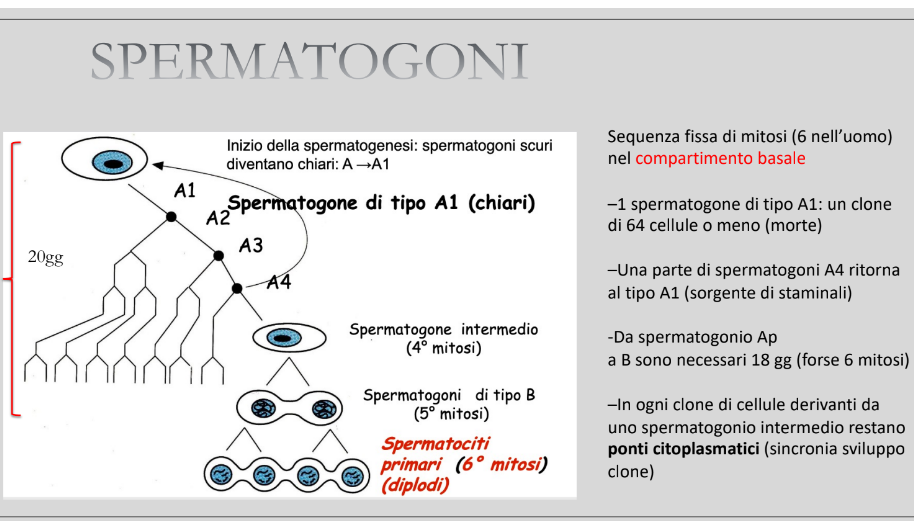 SPERMATOGONI
Inizio della spermatogenesi: spermatogoni scuri
diventano chiari: A →A1
A1
Spermatogone di tipo A1 (chiari)
A2
A3
20gg
A4
Spermatogone intermedio
(4° mitosi)
Spermatogoni di tipo B
(5° mitosi)
Spermatociti
primari (6° mitosi)
(diplodi)
Sequenza fissa di mitosi (6 nell'uomo)
nel compartimento basale
–1 spermatogone di tipo A1: un clone
di 64 cellule o meno (morte)
–Una parte di spermatogoni A4 ritorna
al tipo A1 (sorgente di staminali)
-Da spermatogonio Ap
a B sono necessari 18 gg (forse 6 mitosi)
–In ogni clone di cellule derivanti da
uno spermatogonio intermedio restano
ponti citoplasmatici (sincronia sviluppo
clone)